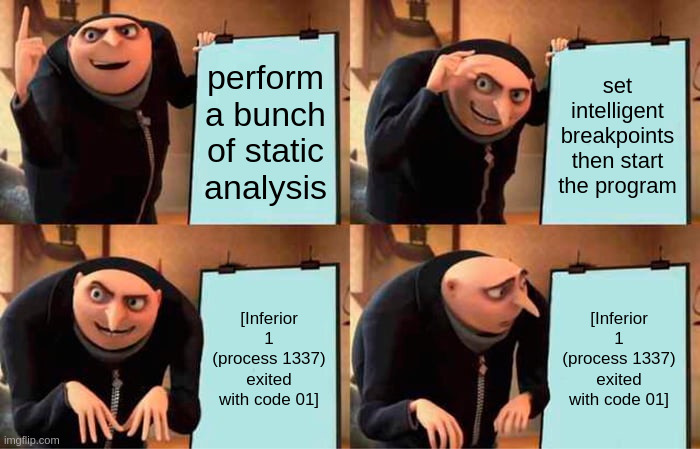 perform
a bunch
of static
analysis
set
intelligent
breakpoints
then start
the program
[Inferior
1
(process 1337)
exited
with code 01]
[Inferior
1
(process 1337)
exited
with code 01]
imgflip.com